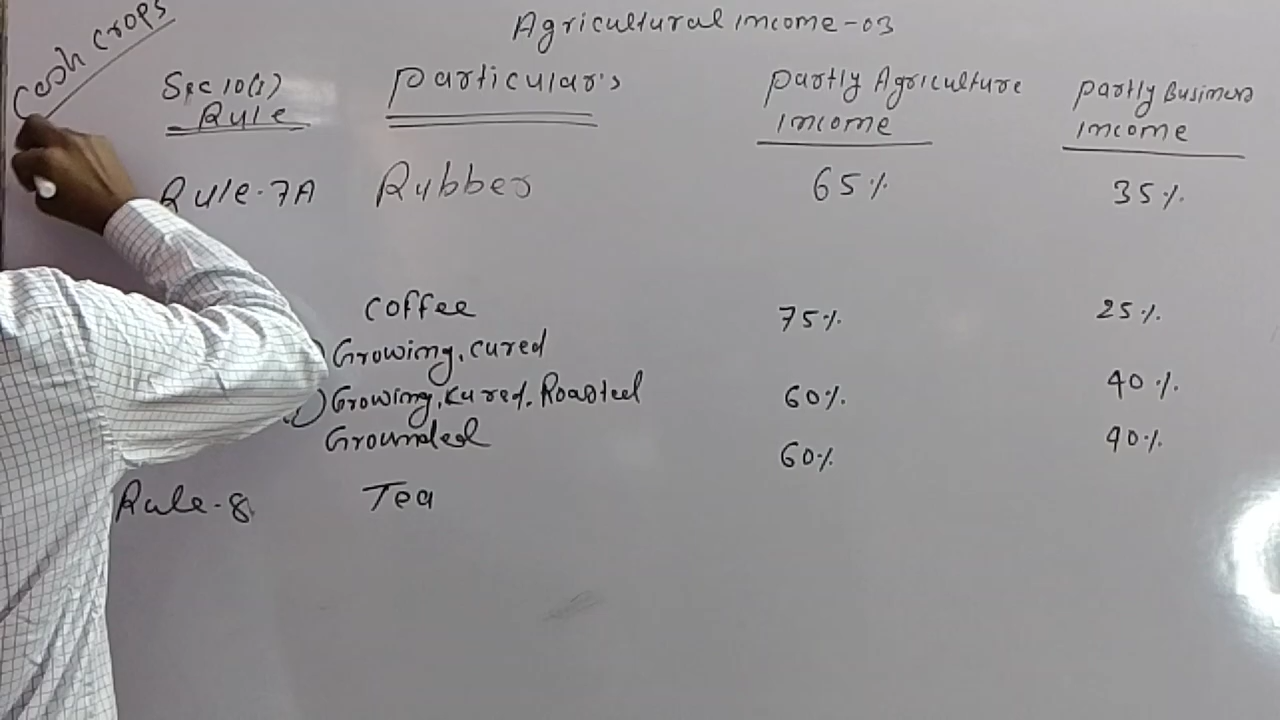 Cash crops
Agricultural Income-03
Sec 10(1) Particular's Partly Agriculture Partly Business
Rule Income Income
Rule-7A Rubber 65% 35%
Coffee 75% 25%
Growing, cured
Growing, Kured, Roasted 60% 40%
Grounded 60% 40%
Rule-8 Tea